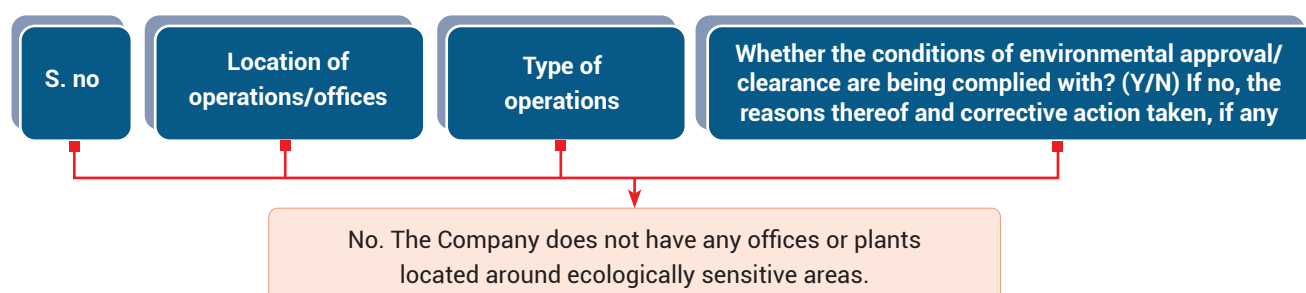 S. no
Location of
operations/offices
Type of
operations
Whether the conditions of environmental approval/
clearance are being complied with? (Y/N) If no, the
reasons thereof and corrective action taken, if any
No. The Company does not have any offices or plants
located around ecologically sensitive areas.